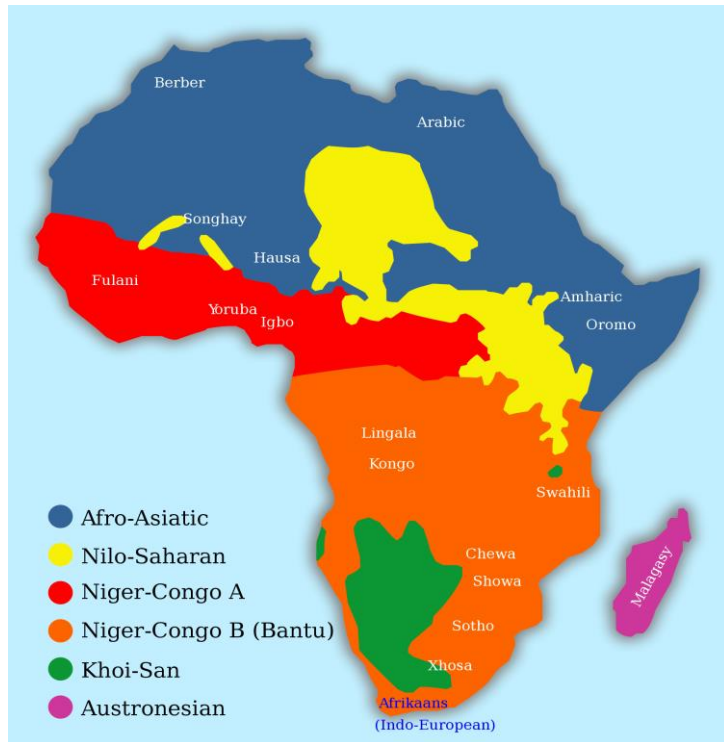 Berber
Arabic
Songhay
Hausa
Fulani
Amharic
Yoruba
Igbo
Oromo
Lingala
Kongo
Swahili
Afro-Asiatic
Nilo-Saharan
Chewa
Malagasy
Showa
Niger-Congo A
Niger-Congo B (Bantu)
Sotho
Khoi-San
Xhosa
Austronesian
Afrikaans
(Indo-European)